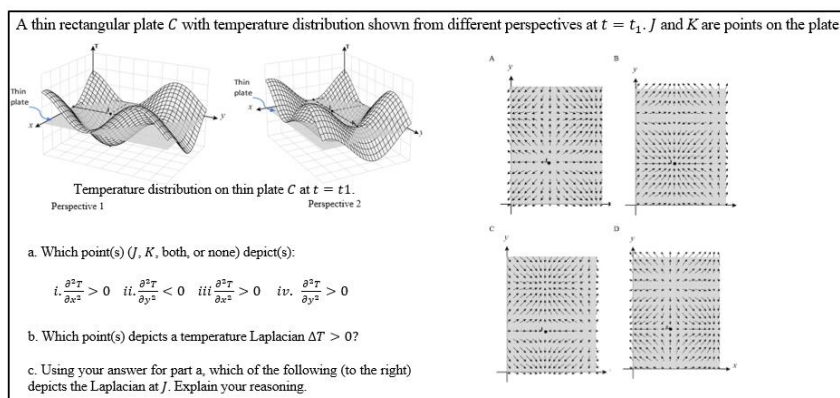 A thin rectangular plate C with temperature distribution shown from different perspectives at t = t₁. J and K are points on the plate
T
T
Thin plate
x
y
Thin plate
x
y
Temperature distribution on thin plate C at t = t1.
Perspective 1
Perspective 2
a. Which point(s) (J, K, both, or none) depict(s):
i. ∂²T/∂x² > 0 ii. ∂²T/∂y² < 0 iii ∂²T/∂x² > 0 iv. ∂²T/∂y² > 0
b. Which point(s) depicts a temperature Laplacian ΔT > 0?
c. Using your answer for part a, which of the following (to the right)
depicts the Laplacian at J. Explain your reasoning.
A
y
B
y
C
y
D
y
x